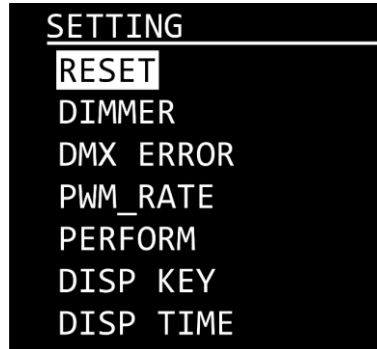 SETTING
RESET
DIMMER
DMX ERROR
PWM_RATE
PERFORM
DISP KEY
DISP TIME